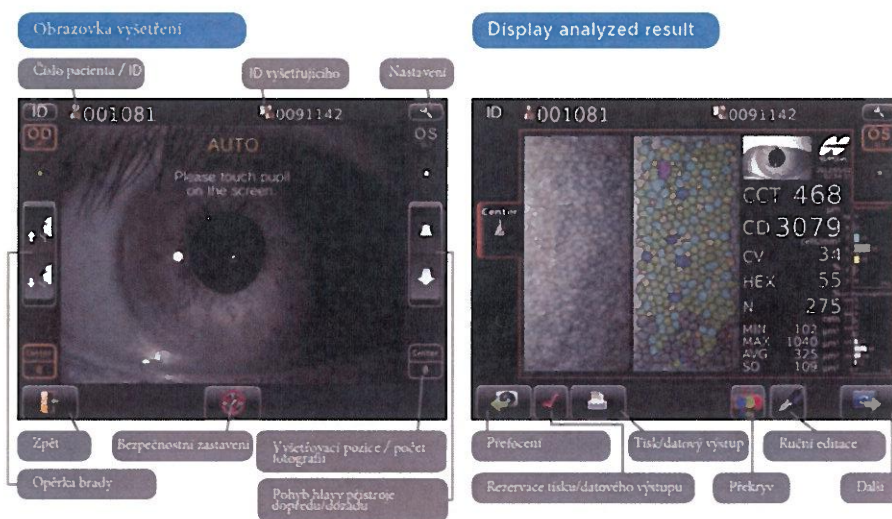 Obrazovka vyšetření
Číslo pacienta / ID
ID vyšetřujícího
Nastavení
ID 001081 0091142
OD
OS
AUTO
Please touch pupil
on the screen.
Center
Center
Zpět
Bezpečnostní zastavení
Vyšetřovací pozice / počet
fotografií
Opěrka brady
Pohyb hlavy přístroje
dopředu/dozadu
Display analyzed result
ID 001081 0091142
OS
Center
CCT 468
CD 3079
CV 34
HEX 55
N 275
MIN 102
MAX 1040
AVG 325
SD 109
Přefocení
Tisk/datový výstup
Ruční editace
Rezervace tisku/datového výstupu
Překryv
Další